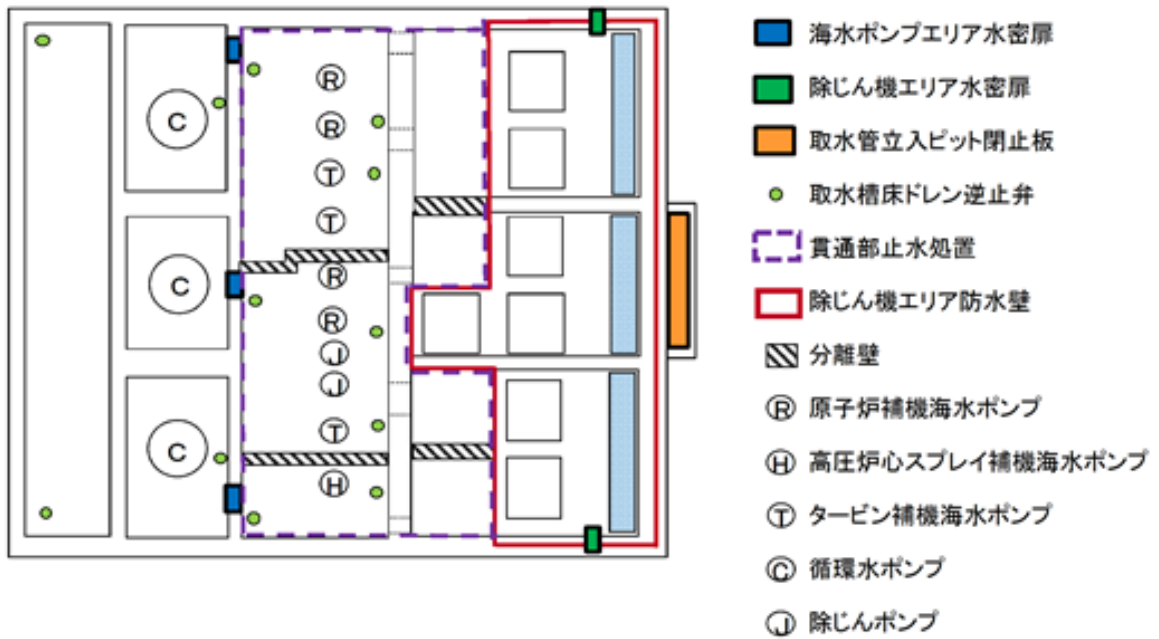 C
C
C
R
R
T
T
R
R
J
J
T
H
海水ポンプエリア水密扉
除じん機エリア水密扉
取水管立入ピット閉止板
取水槽床ドレン逆止弁
貫通部止水処置
除じん機エリア防水壁
分離壁
R 原子炉補機海水ポンプ
H 高圧炉心スプレイ補機海水ポンプ
T タービン補機海水ポンプ
C 循環水ポンプ
J 除じんポンプ